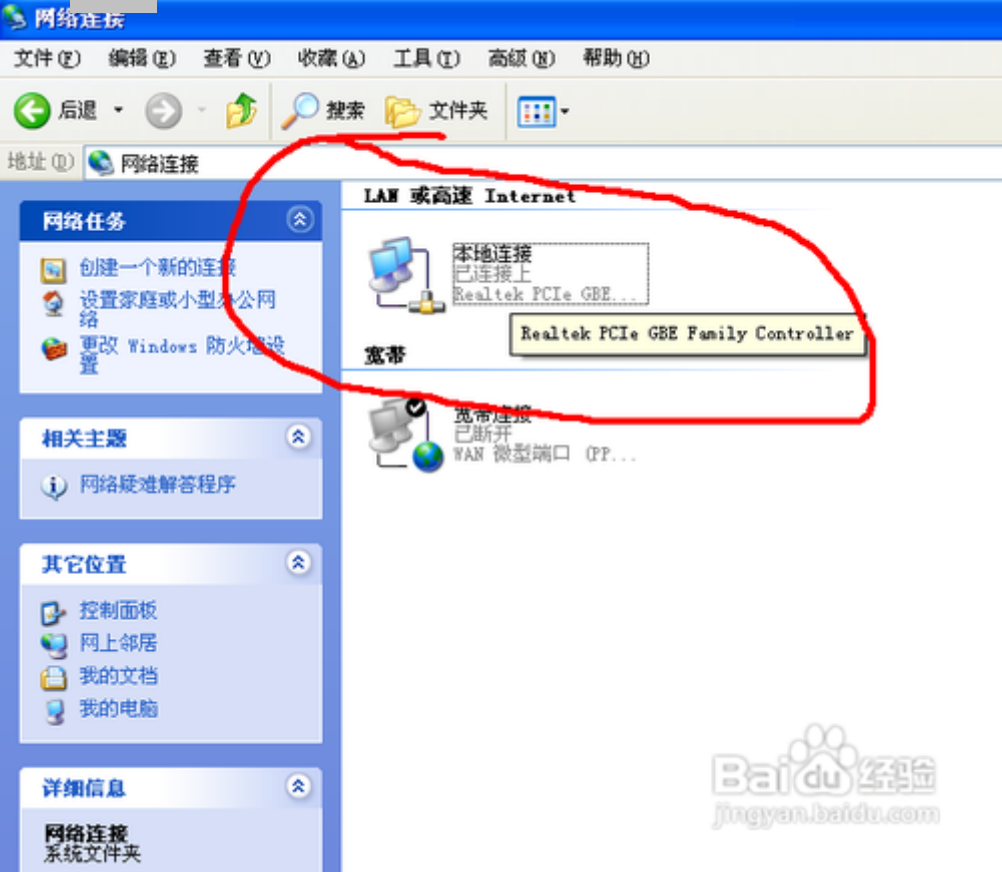 网络连接
文件(F) 编辑(E) 查看(V) 收藏(A) 工具(T) 高级(N) 帮助(H)
后退 搜索 文件夹
地址(D) 网络连接
网络任务
创建一个新的连接
设置家庭或小型办公网
络
更改 Windows 防火墙设
置
相关主题
网络疑难解答程序
其它位置
控制面板
网上邻居
我的文档
我的电脑
详细信息
网络连接
系统文件夹
LAN 或高速 Internet
本地连接
已连接上
Realtek PCIe GBE...
Realtek PCIe GBE Family Controller
宽带
宽带连接
已断开
WAN 微型端口 (PP...
Bai du 经验
jingyan.baidu.com